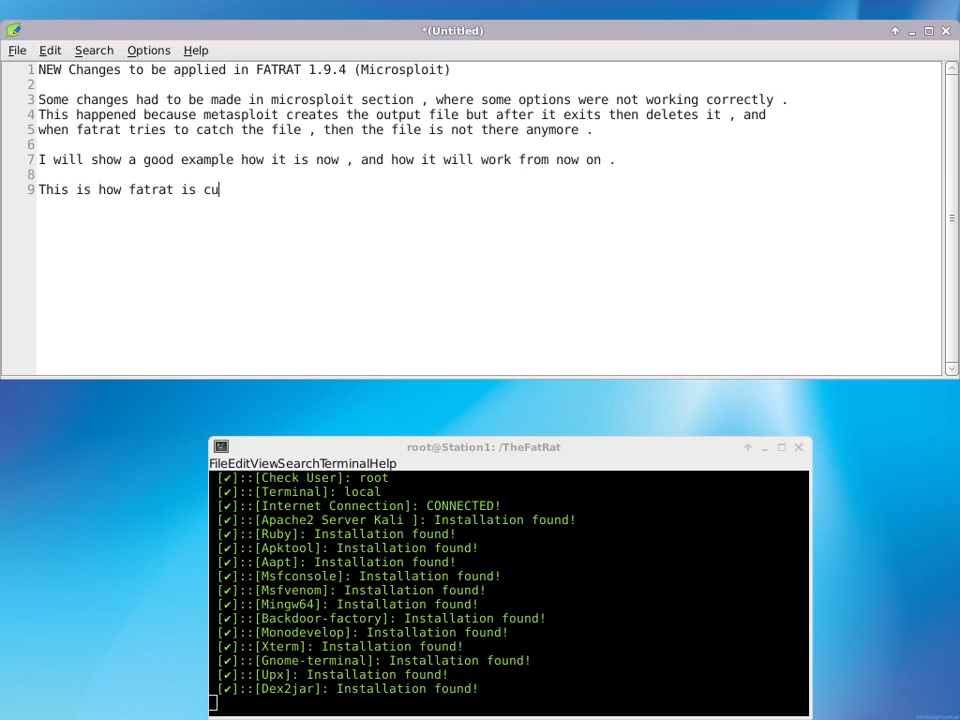 *(Untitled)
File Edit Search Options Help
1 NEW Changes to be applied in FATRAT 1.9.4 (Microsploit)
2
3 Some changes had to be made in microsploit section , where some options were not working correctly .
4 This happened because metasploit creates the output file but after it exits then deletes it , and
5 when fatrat tries to catch the file , then the file is not there anymore .
6
7 I will show a good example how it is now , and how it will work from now on .
8
9 This is how fatrat is cu
root@Station1: /TheFatRat
FileEditViewSearchTerminalHelp
[✔]::[Check User]: root
[✔]::[Terminal]: local
[✔]::[Internet Connection]: CONNECTED!
[✔]::[Apache2 Server Kali ]: Installation found!
[✔]::[Ruby]: Installation found!
[✔]::[Apktool]: Installation found!
[✔]::[Aapt]: Installation found!
[✔]::[Msfconsole]: Installation found!
[✔]::[Msfvenom]: Installation found!
[✔]::[Mingw64]: Installation found!
[✔]::[Backdoor-factory]: Installation found!
[✔]::[Monodevelop]: Installation found!
[✔]::[Xterm]: Installation found!
[✔]::[Gnome-terminal]: Installation found!
[✔]::[Upx]: Installation found!
[✔]::[Dex2jar]: Installation found!